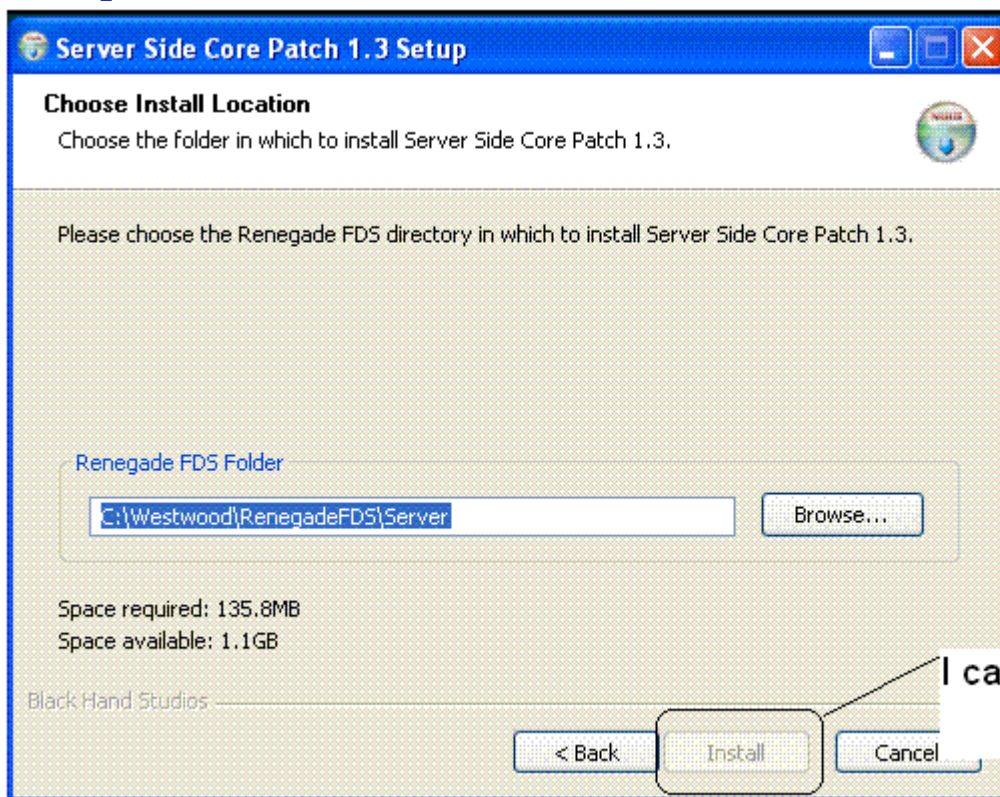 Server Side Core Patch 1.3 Setup
Choose Install Location
Choose the folder in which to install Server Side Core Patch 1.3.
Please choose the Renegade FDS directory in which to install Server Side Core Patch 1.3.
Renegade FDS Folder
C:\Westwood\RenegadeFDS\Server
Browse...
Space required: 135.8MB
Space available: 1.1GB
I ca
Black Hand Studios
< Back
Install
Cancel